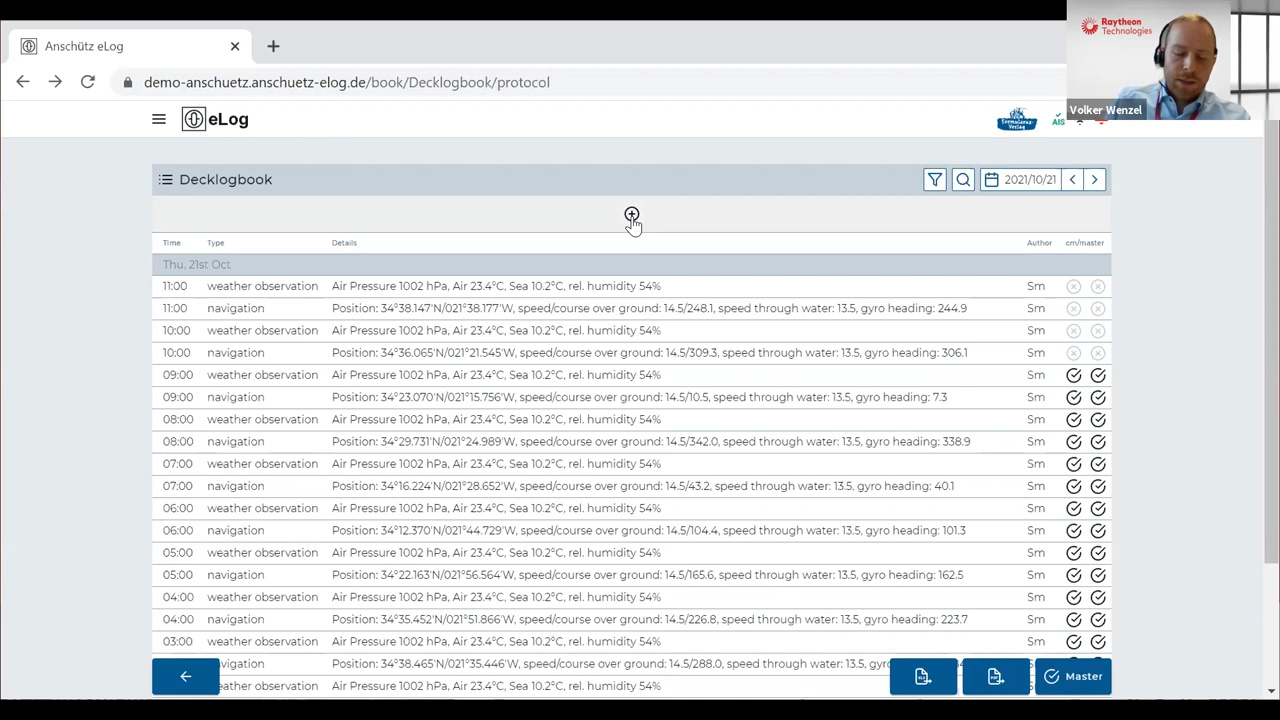 Anschütz eLog
Raytheon
Technologies
demo-anschuetz.anschuetz-elog.de/book/Decklogbook/protocol
Volker Wenzel
eLog
AIS
Decklogbook
2021/10/21
Time Type Details Author cm/master
Thu, 21st Oct
11:00 weather observation Air Pressure 1002 hPa, Air 23.4°C, Sea 10.2°C, rel. humidity 54% Sm
11:00 navigation Position: 34°38.147'N/021°38.177'W, speed/course over ground: 14.5/248.1, speed through water: 13.5, gyro heading: 244.9 Sm
10:00 weather observation Air Pressure 1002 hPa, Air 23.4°C, Sea 10.2°C, rel. humidity 54% Sm
10:00 navigation Position: 34°36.065'N/021°21.545'W, speed/course over ground: 14.5/309.3, speed through water: 13.5, gyro heading: 306.1 Sm
09:00 weather observation Air Pressure 1002 hPa, Air 23.4°C, Sea 10.2°C, rel. humidity 54% Sm
09:00 navigation Position: 34°23.070'N/021°15.756'W, speed/course over ground: 14.5/10.5, speed through water: 13.5, gyro heading: 7.3 Sm
08:00 weather observation Air Pressure 1002 hPa, Air 23.4°C, Sea 10.2°C, rel. humidity 54% Sm
08:00 navigation Position: 34°29.731'N/021°24.989'W, speed/course over ground: 14.5/342.0, speed through water: 13.5, gyro heading: 338.9 Sm
07:00 weather observation Air Pressure 1002 hPa, Air 23.4°C, Sea 10.2°C, rel. humidity 54% Sm
07:00 navigation Position: 34°16.224'N/021°28.652'W, speed/course over ground: 14.5/43.2, speed through water: 13.5, gyro heading: 40.1 Sm
06:00 weather observation Air Pressure 1002 hPa, Air 23.4°C, Sea 10.2°C, rel. humidity 54% Sm
06:00 navigation Position: 34°12.370'N/021°44.729'W, speed/course over ground: 14.5/104.4, speed through water: 13.5, gyro heading: 101.3 Sm
05:00 weather observation Air Pressure 1002 hPa, Air 23.4°C, Sea 10.2°C, rel. humidity 54% Sm
05:00 navigation Position: 34°22.163'N/021°56.564'W, speed/course over ground: 14.5/165.6, speed through water: 13.5, gyro heading: 162.5 Sm
04:00 weather observation Air Pressure 1002 hPa, Air 23.4°C, Sea 10.2°C, rel. humidity 54% Sm
04:00 navigation Position: 34°35.452'N/021°51.866'W, speed/course over ground: 14.5/226.8, speed through water: 13.5, gyro heading: 223.7 Sm
03:00 weather observation Air Pressure 1002 hPa, Air 23.4°C, Sea 10.2°C, rel. humidity 54% Sm
vigation Position: 34°38.465'N/021°35.446'W, speed/course over ground: 14.5/288.0, speed through water: 13.5, gy
eather observation Air Pressure 1002 hPa, Air 23.4°C, Sea 10.2°C, rel. humidity 54%
Master